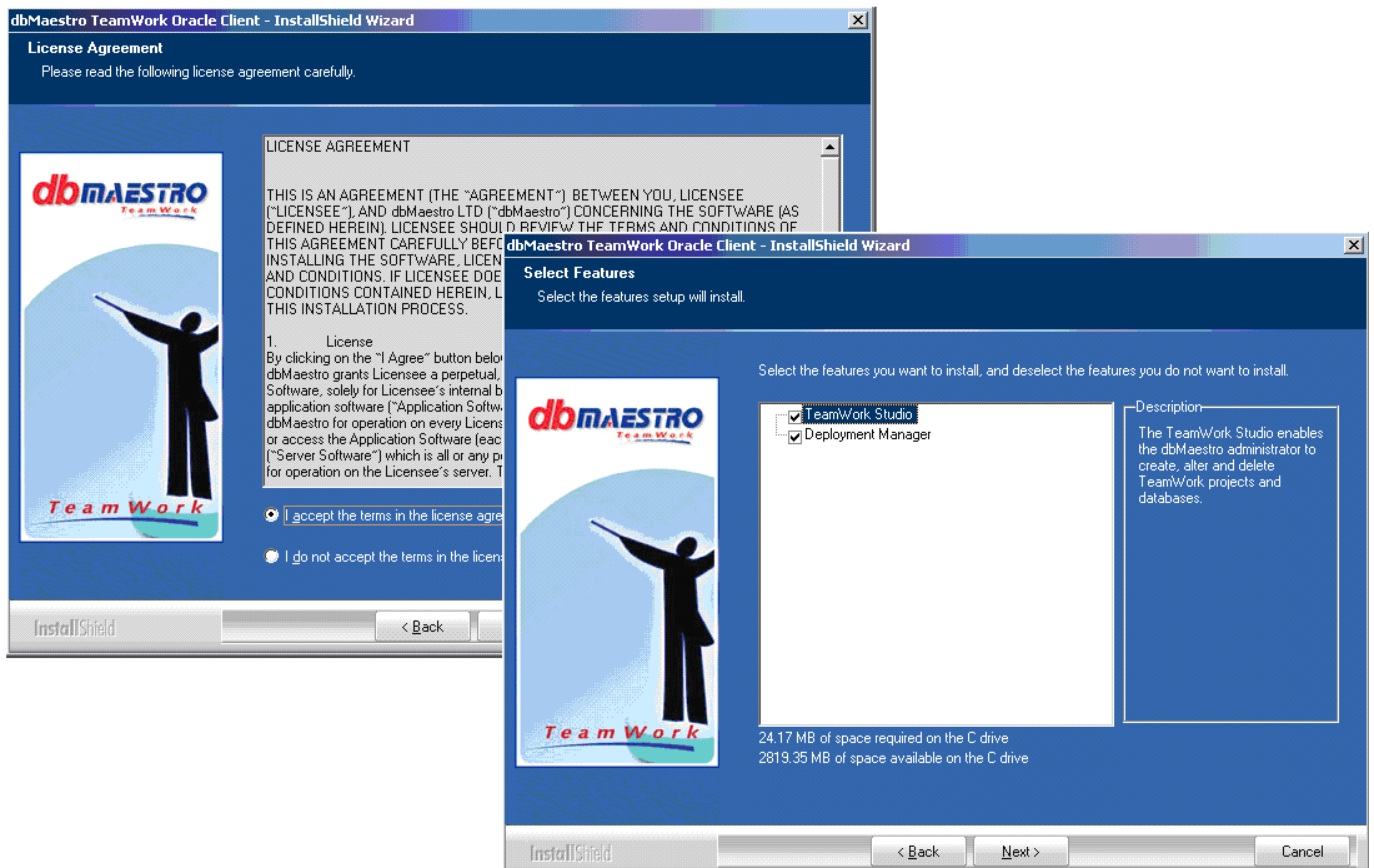 dbMaestro TeamWork Oracle Client - InstallShield Wizard
License Agreement
Please read the following license agreement carefully.
dbMAESTRO
TeamWork
TeamWork
LICENSE AGREEMENT
THIS IS AN AGREEMENT (THE "AGREEMENT") BETWEEN YOU, LICENSEE
("LICENSEE"), AND dbMaestro LTD ("dbMaestro") CONCERNING THE SOFTWARE (AS
DEFINED HEREIN). LICENSEE SHOULD REVIEW THE TERMS AND CONDITIONS OF
THIS AGREEMENT CAREFULLY BEFO
INSTALLING THE SOFTWARE, LICEN
AND CONDITIONS. IF LICENSEE DOE
CONDITIONS CONTAINED HEREIN, L
THIS INSTALLATION PROCESS.
1. License
By clicking on the "I Agree" button belo
dbMaestro grants Licensee a perpetual,
Software, solely for Licensee's internal b
application software ("Application Softw
dbMaestro for operation on every Licens
or access the Application Software (eac
("Server Software") which is all or any p
for operation on the Licensee's server. T
I accept the terms in the license agre
I do not accept the terms in the licen
InstallShield
< Back
dbMaestro TeamWork Oracle Client - InstallShield Wizard
Select Features
Select the features setup will install.
dbMAESTRO
TeamWork
TeamWork
Select the features you want to install, and deselect the features you do not want to install.
TeamWork Studio
Deployment Manager
Description
The TeamWork Studio enables
the dbMaestro administrator to
create, alter and delete
TeamWork projects and
databases.
24.17 MB of space required on the C drive
2819.35 MB of space available on the C drive
InstallShield
< Back
Next >
Cancel